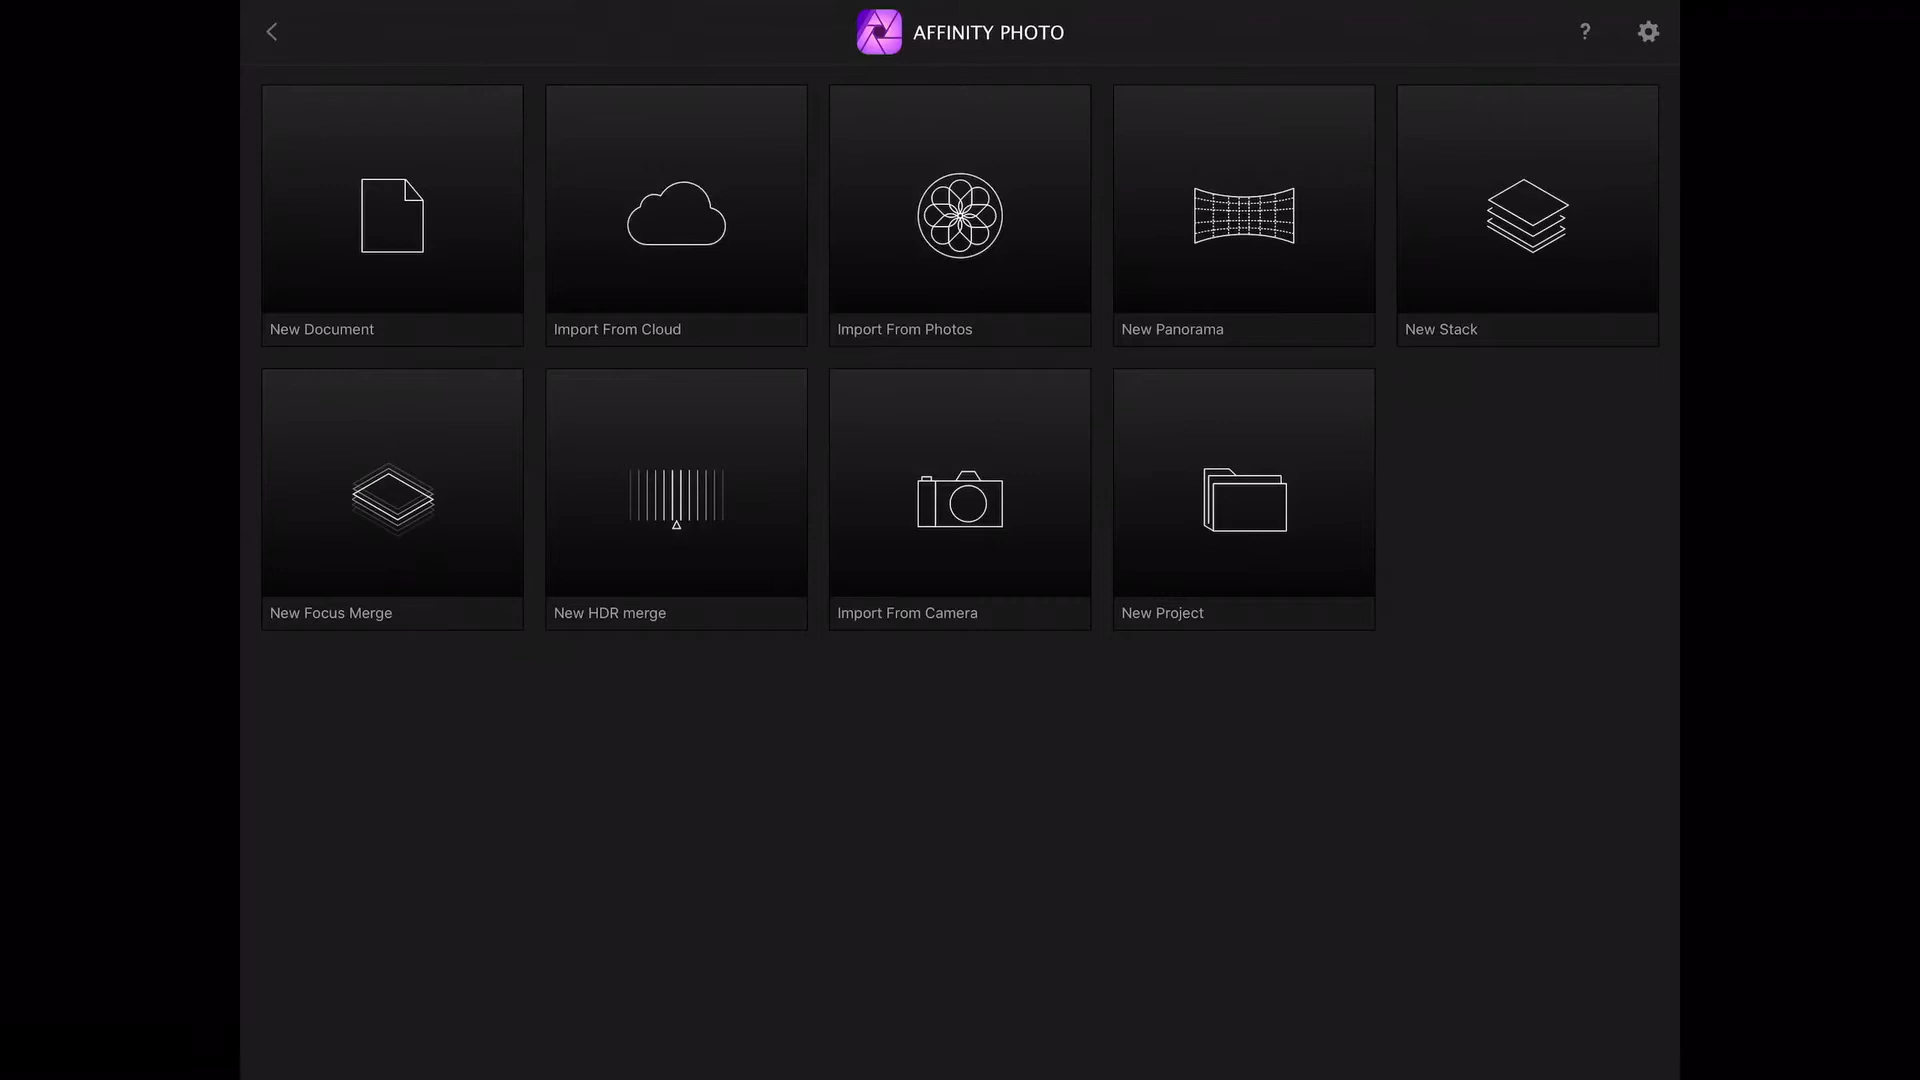 AFFINITY PHOTO
?
New Document
Import From Cloud
Import From Photos
New Panorama
New Stack
New Focus Merge
New HDR merge
Import From Camera
New Project